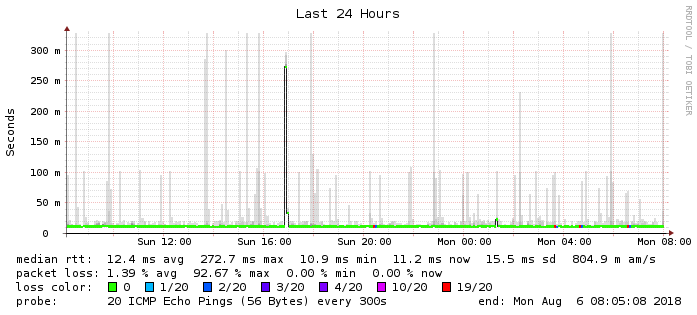 Last 24 Hours
RRDTOOL / TOBI OETIKER
Seconds
300 m
250 m
200 m
150 m
100 m
50 m
0
Sun 12:00 Sun 16:00 Sun 20:00 Mon 00:00 Mon 04:00 Mon 08:00
median rtt: 12.4 ms avg 272.7 ms max 10.9 ms min 11.2 ms now 15.5 ms sd 804.9 m am/s
packet loss: 1.39 % avg 92.67 % max 0.00 % min 0.00 % now
loss color: 0 1/20 2/20 3/20 4/20 10/20 19/20
probe: 20 ICMP Echo Pings (56 Bytes) every 300s end: Mon Aug 6 08:05:08 2018